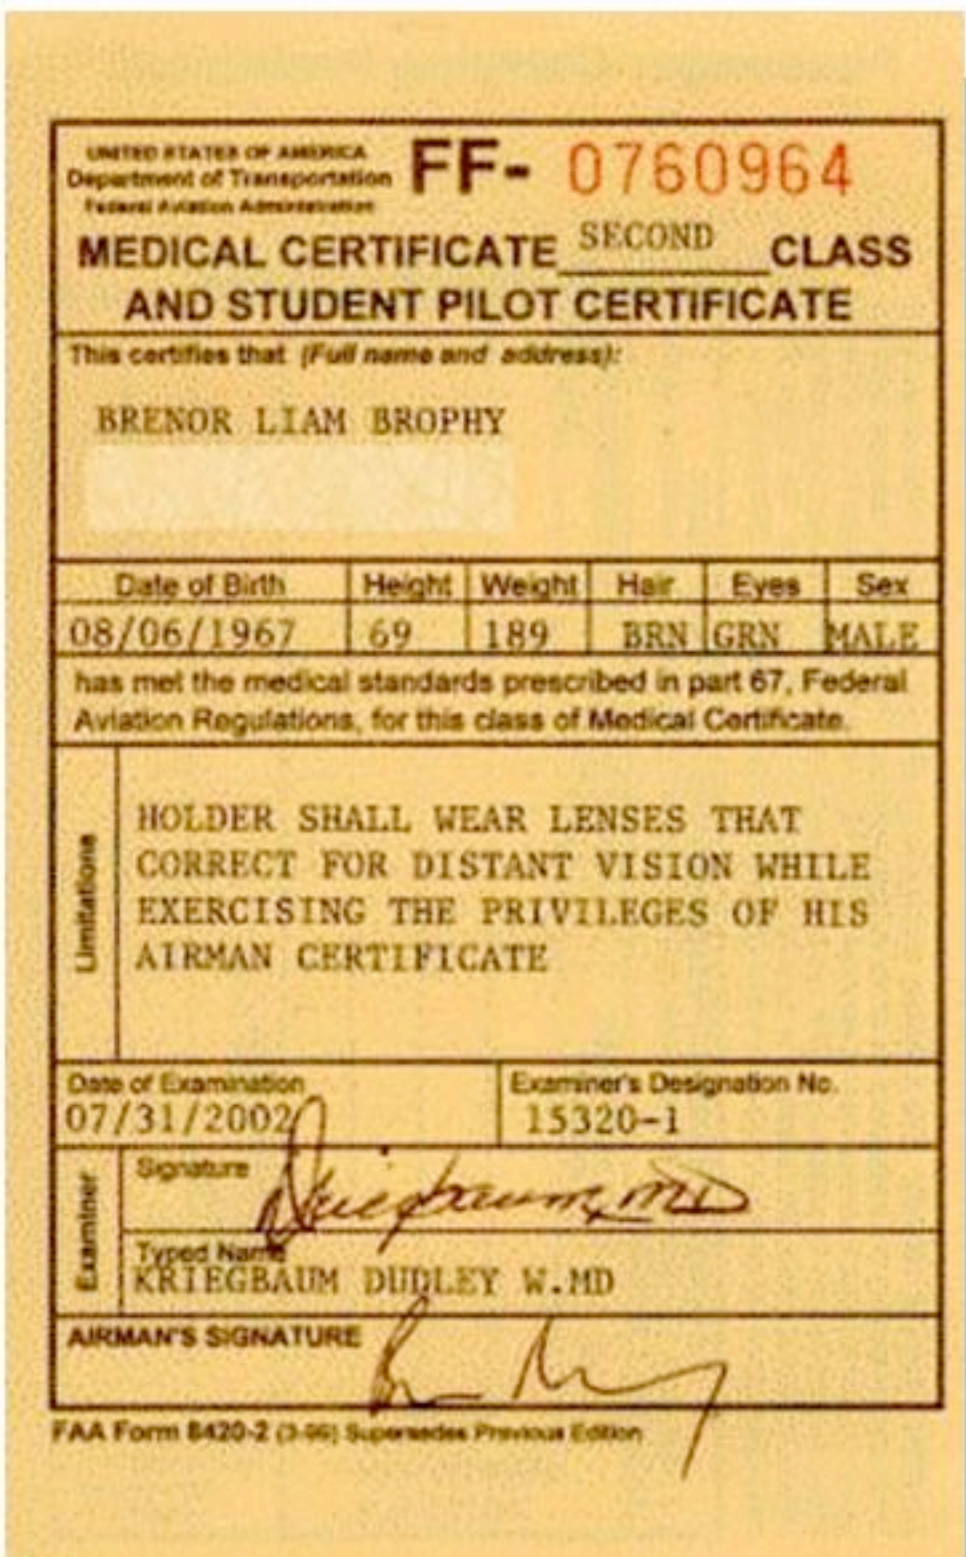 UNITED STATES OF AMERICA
Department of Transportation
Federal Aviation Administration
FF- 0760964
MEDICAL CERTIFICATE SECOND CLASS
AND STUDENT PILOT CERTIFICATE
This certifies that (Full name and address):
BRENOR LIAM BROPHY
Date of Birth Height Weight Hair Eyes Sex
08/06/1967 69 189 BRN GRN MALE
has met the medical standards prescribed in part 67, Federal
Aviation Regulations, for this class of Medical Certificate.
Limitations
HOLDER SHALL WEAR LENSES THAT
CORRECT FOR DISTANT VISION WHILE
EXERCISING THE PRIVILEGES OF HIS
AIRMAN CERTIFICATE
Date of Examination
07/31/2002
Examiner's Designation No.
15320-1
Examiner
Signature
Kriegbaum, MD
Typed Name
KRIEGBAUM DUDLEY W.MD
AIRMAN'S SIGNATURE
FAA Form 8420-2 (3-99) Supersedes Previous Edition